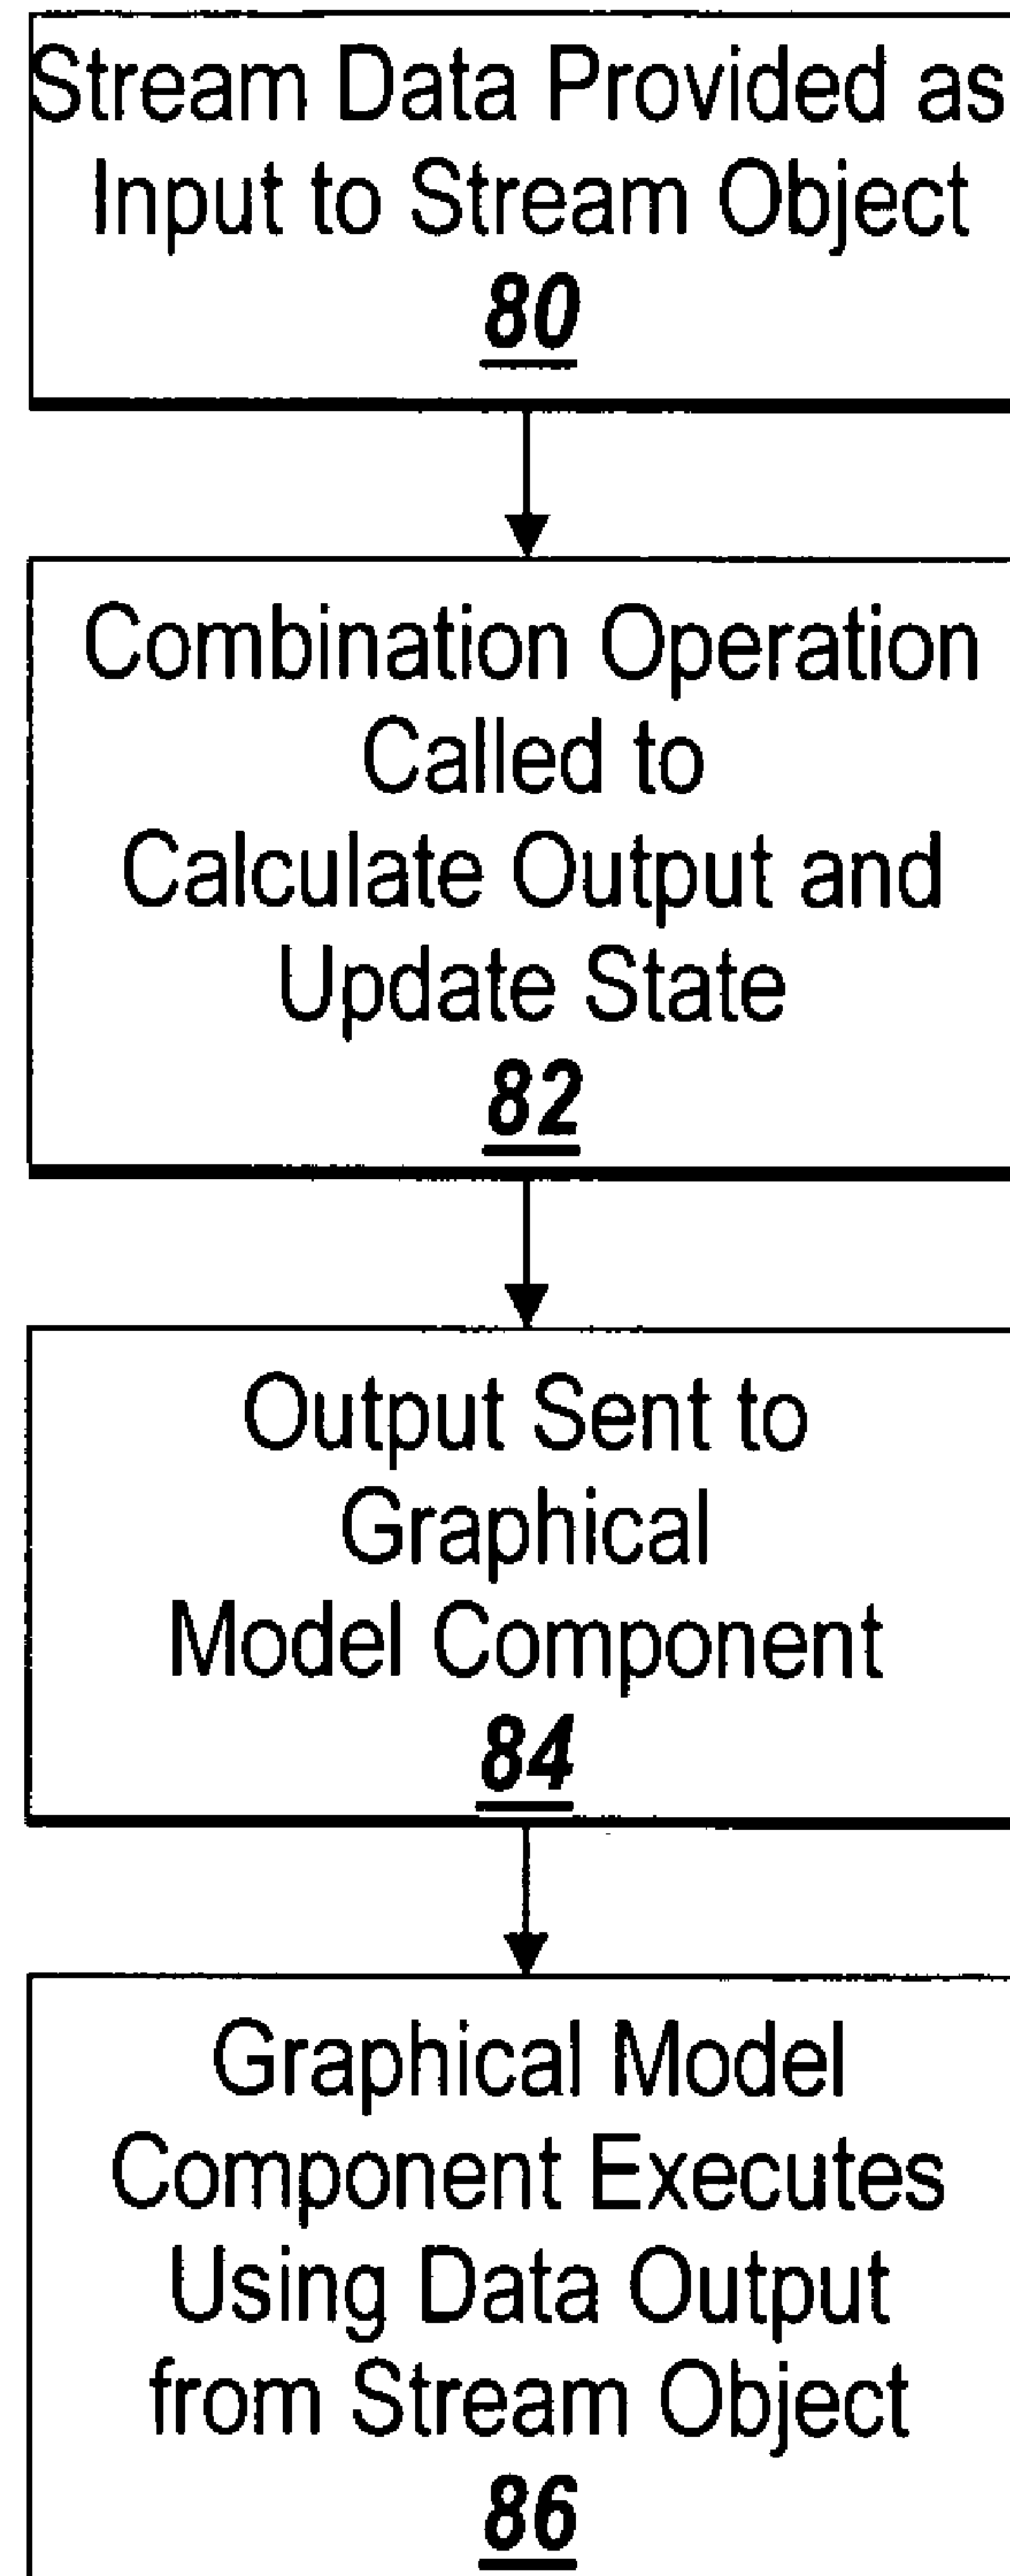 Stream Data Provided as
Input to Stream Object
80
Combination Operation
Called to
Calculate Output and
Update State
82
Output Sent to
Graphical
Model Component
84
Graphical Model
Component Executes
Using Data Output
from Stream Object
86